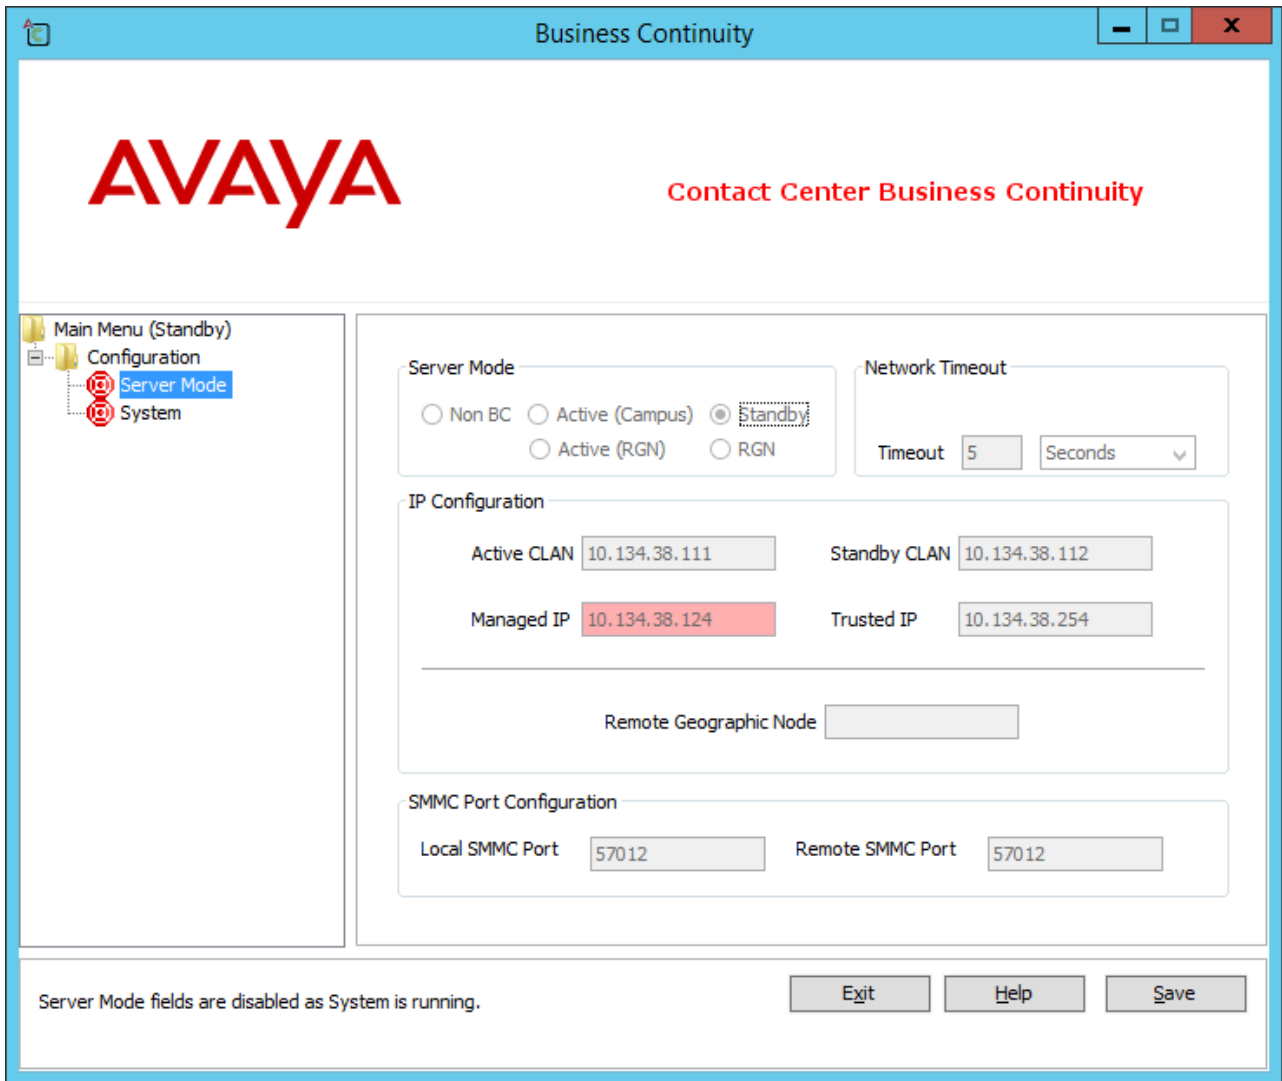 Business Continuity
AVAYA
Contact Center Business Continuity
Main Menu (Standby)
Configuration
Server Mode
System
Server Mode
Non BC Active (Campus) Standby
Active (RGN) RGN
Network Timeout
Timeout 5 Seconds
IP Configuration
Active CLAN 10.134.38.111 Standby CLAN 10.134.38.112
Managed IP 10.134.38.124 Trusted IP 10.134.38.254
Remote Geographic Node
SMMC Port Configuration
Local SMMC Port 57012 Remote SMMC Port 57012
Server Mode fields are disabled as System is running.
Exit Help Save